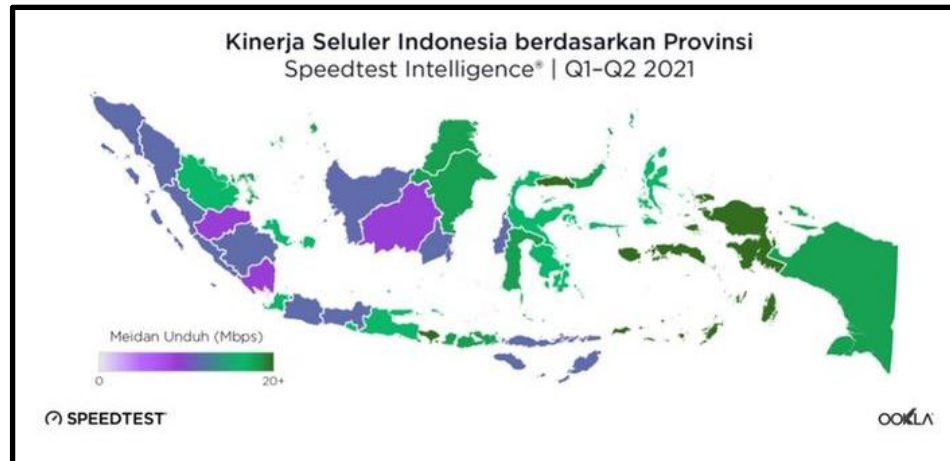 Kinerja Seluler Indonesia berdasarkan Provinsi
Speedtest Intelligence® | Q1–Q2 2021
Meidan Unduh (Mbps)
0 20+
SPEEDTEST
OOKLA